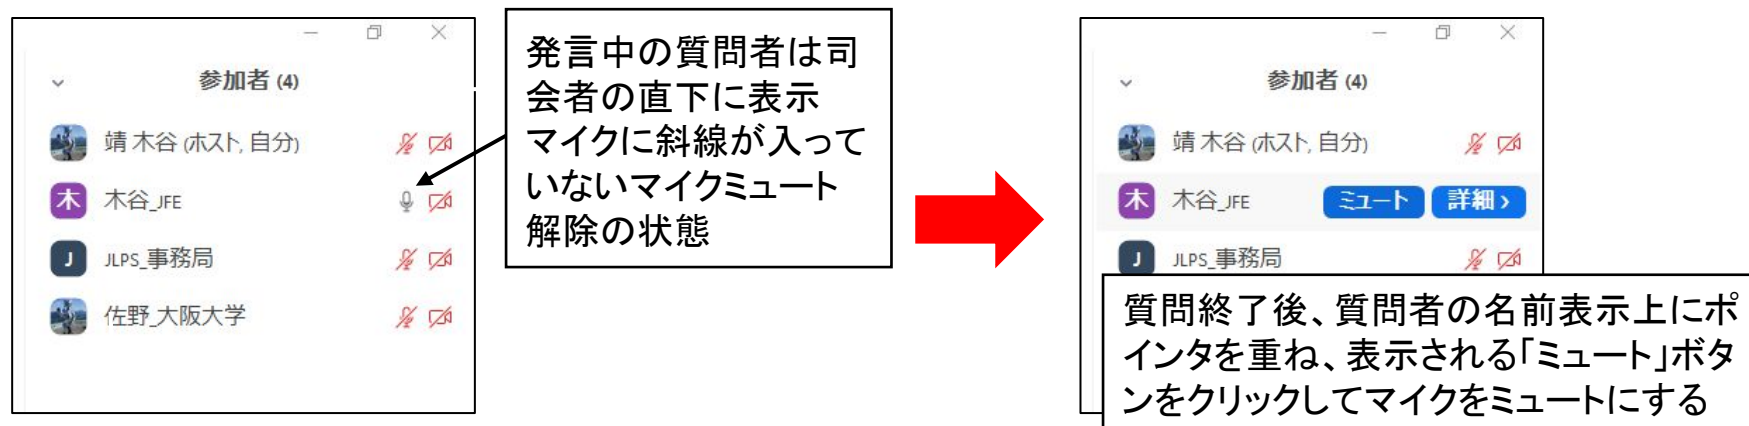 参加者 (4)
靖 木谷 (ホスト, 自分)
木 木谷_JFE
J JLPS_事務局
佐野_大阪大学
発言中の質問者は司
会者の直下に表示
マイクに斜線が入って
いないマイクミュート
解除の状態
参加者 (4)
靖 木谷 (ホスト, 自分)
木 木谷_JFE ミュート 詳細 ›
J JLPS_事務局
質問終了後、質問者の名前表示上にポ
インタを重ね、表示される「ミュート」ボタ
ンをクリックしてマイクをミュートにする